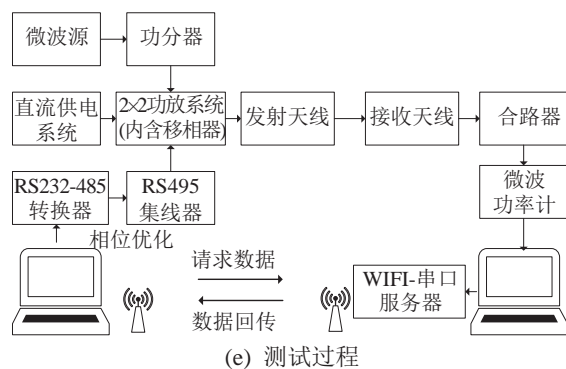 微波源
功分器
直流供电
系统
2×2功放系统
(内含移相器)
发射天线
接收天线
合路器
RS232-485
转换器
RS495
集线器
微波
功率计
相位优化
请求数据
数据回传
WIFI-串口
服务器
(e) 测试过程